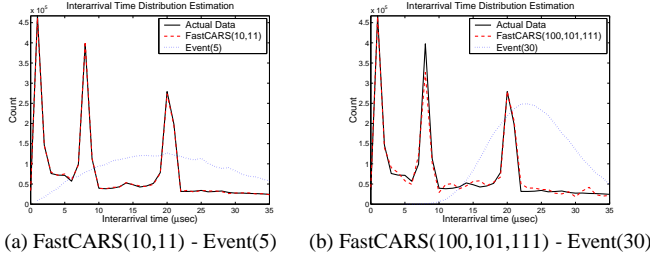 Interarrival Time Distribution Estimation
x 10^5
Actual Data
FastCARS(10,11)
Event(5)
4.5
4
3.5
3
2.5
2
1.5
1
0.5
0
Count
0 5 10 15 20 25 30 35
Interarrival time (μsec)
(a) FastCARS(10,11) - Event(5)
Interarrival Time Distribution Estimation
x 10^5
Actual Data
FastCARS(100,101,111)
Event(30)
4.5
4
3.5
3
2.5
2
1.5
1
0.5
0
Count
0 5 10 15 20 25 30 35
Interarrival time (μsec)
(b) FastCARS(100,101,111) - Event(30)